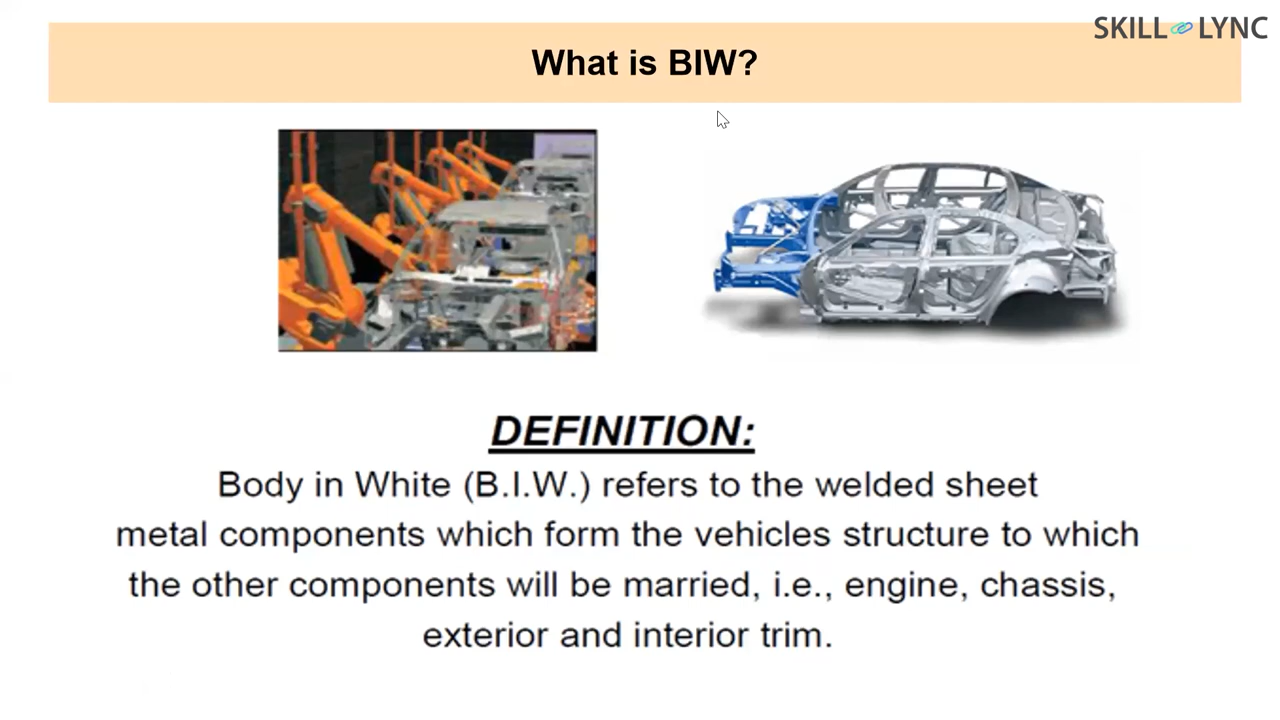 SKILL LYNC
What is BIW?
DEFINITION:
Body in White (B.I.W.) refers to the welded sheet
metal components which form the vehicles structure to which
the other components will be married, i.e., engine, chassis,
exterior and interior trim.